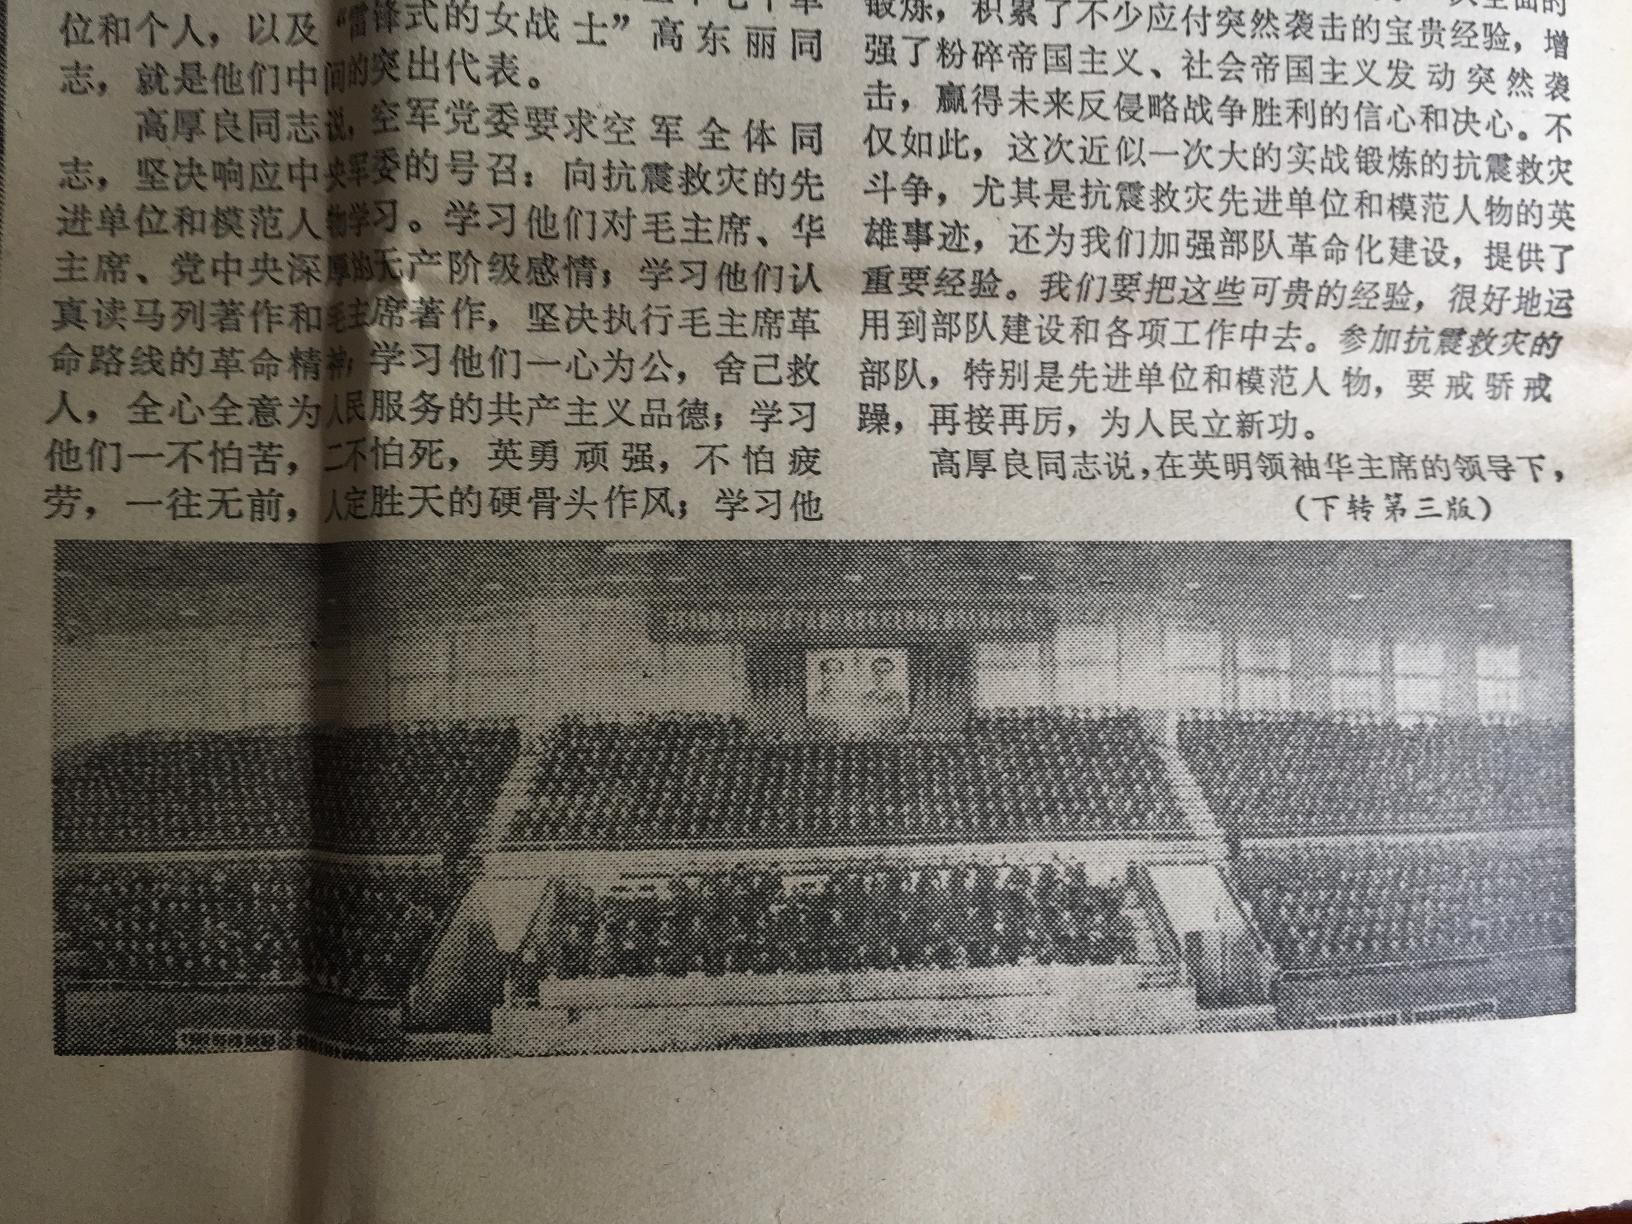 位和个人，以及“雷锋式的女战士”高东丽同
志，就是他们中间的突出代表。
高厚良同志说，空军党委要求空军全体同
志，坚决响应中央军委的号召：向抗震救灾的先
进单位和模范人物学习。学习他们对毛主席、华
主席、党中央深厚的无产阶级感情；学习他们认
真读马列著作和毛主席著作，坚决执行毛主席革
命路线的革命精神；学习他们一心为公，舍己救
人，全心全意为人民服务的共产主义品德；学习
他们一不怕苦，二不怕死，英勇顽强，不怕疲
劳，一往无前，人定胜天的硬骨头作风；学习他
锻炼，积累了不少应付突然袭击的宝贵经验，增
强了粉碎帝国主义、社会帝国主义发动突然袭
击，赢得未来反侵略战争胜利的信心和决心。不
仅如此，这次近似一次大的实战锻炼的抗震救灾
斗争，尤其是抗震救灾先进单位和模范人物的英
雄事迹，还为我们加强部队革命化建设，提供了
重要经验。我们要把这些可贵的经验，很好地运
用到部队建设和各项工作中去。参加抗震救灾的
部队，特别是先进单位和模范人物，要戒骄戒
躁，再接再厉，为人民立新功。
高厚良同志说，在英明领袖华主席的领导下，
（下转第三版）